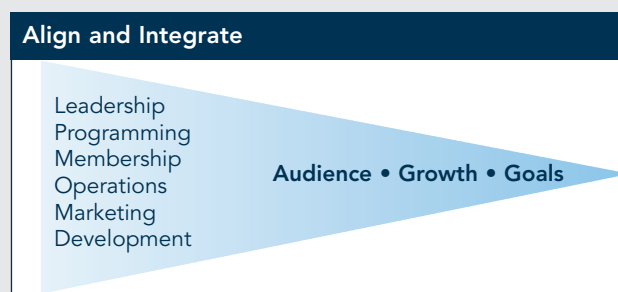 Align and Integrate
Leadership
Programming
Membership
Operations
Marketing
Development
Audience • Growth • Goals